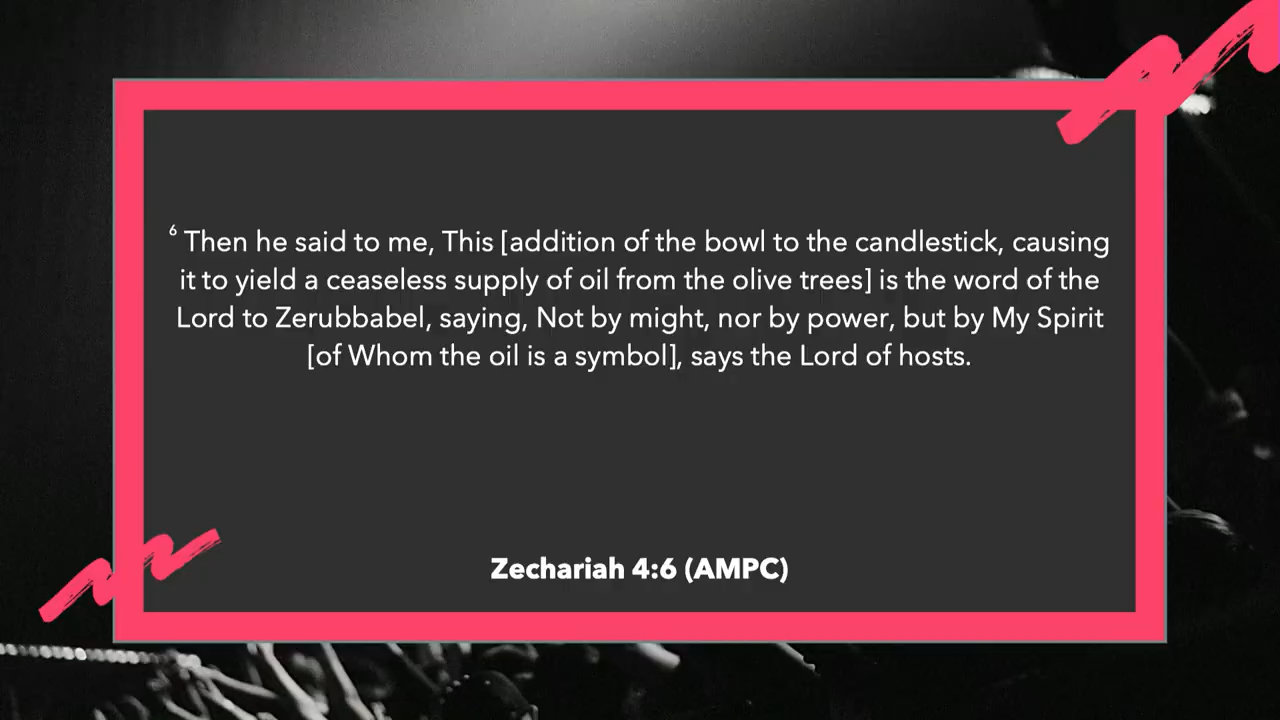 6 Then he said to me, This [addition of the bowl to the candlestick, causing
it to yield a ceaseless supply of oil from the olive trees] is the word of the
Lord to Zerubbabel, saying, Not by might, nor by power, but by My Spirit
[of Whom the oil is a symbol], says the Lord of hosts.
Zechariah 4:6 (AMPC)